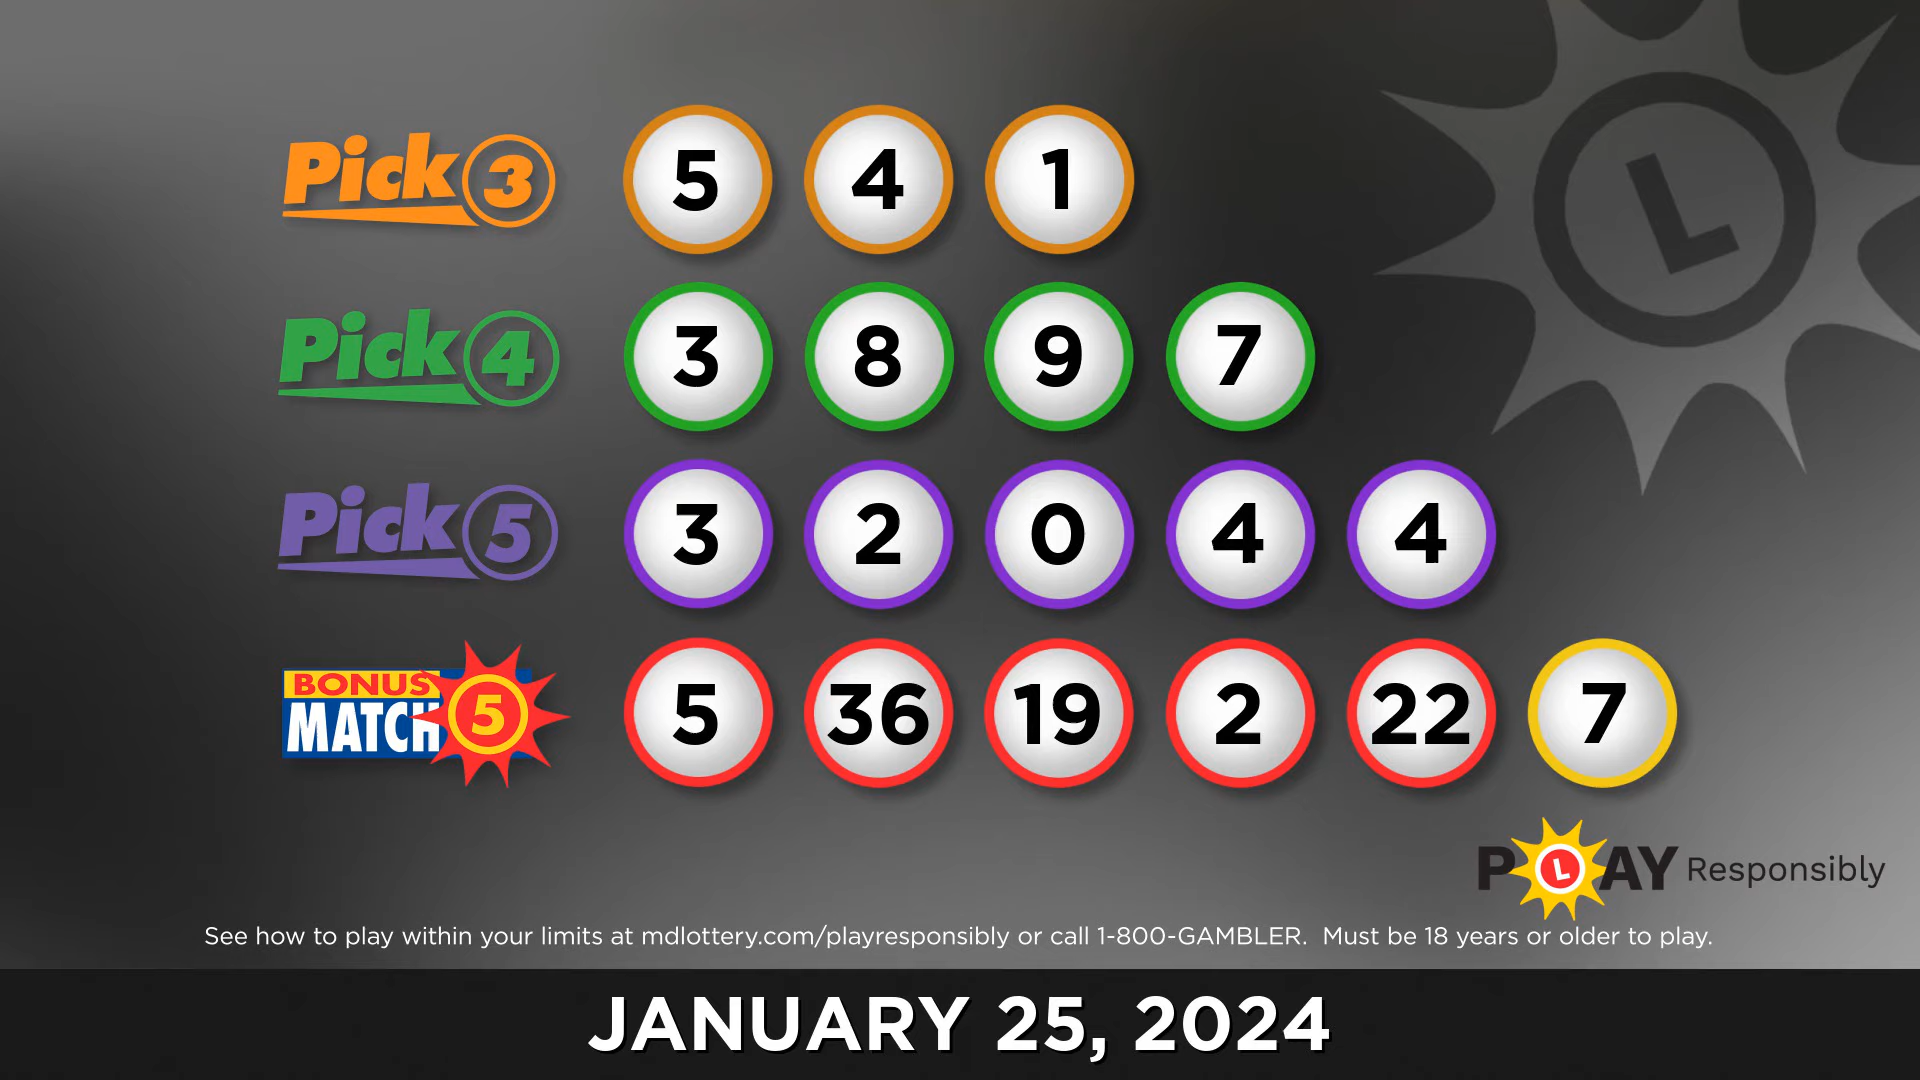 Pick 3 5 4 1
Pick 4 3 8 9 7
Pick 5 3 2 0 4 4
BONUS
MATCH 5 5 36 19 2 22 7
L
PLAY Responsibly
See how to play within your limits at mdlottery.com/playresponsibly or call 1-800-GAMBLER. Must be 18 years or older to play.
JANUARY 25, 2024